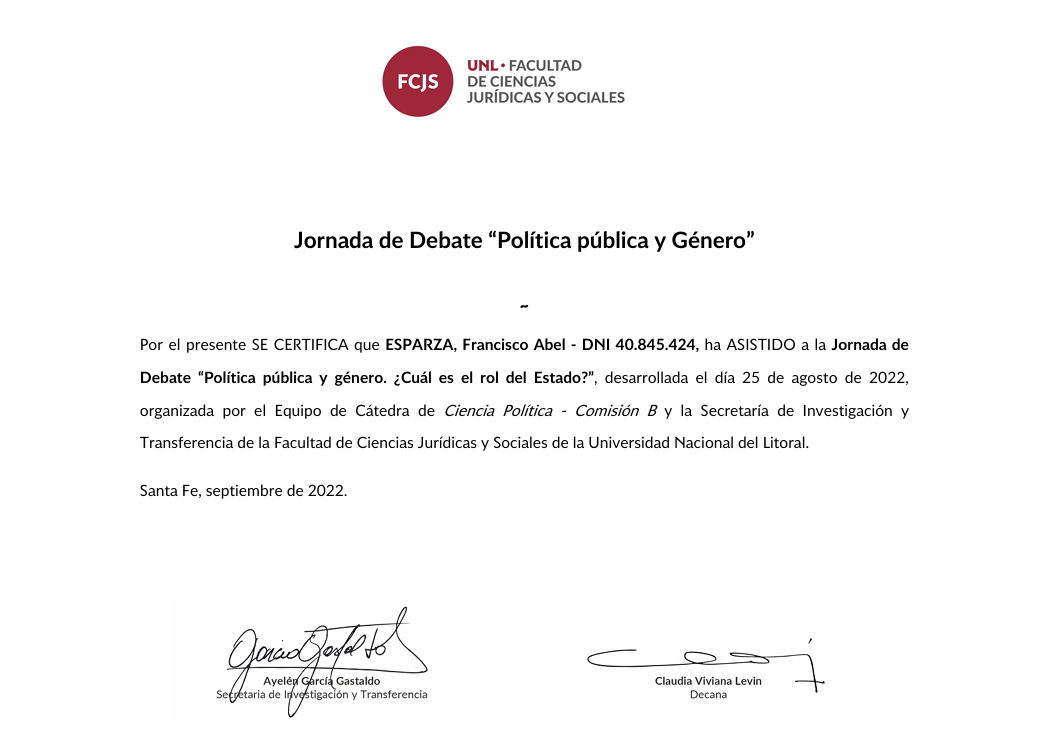 FCJS
UNL · FACULTAD
DE CIENCIAS
JURÍDICAS Y SOCIALES
Jornada de Debate “Política pública y Género”
~
Por el presente SE CERTIFICA que ESPARZA, Francisco Abel - DNI 40.845.424, ha ASISTIDO a la Jornada de
Debate “Política pública y género. ¿Cuál es el rol del Estado?”, desarrollada el día 25 de agosto de 2022,
organizada por el Equipo de Cátedra de Ciencia Política - Comisión B y la Secretaría de Investigación y
Transferencia de la Facultad de Ciencias Jurídicas y Sociales de la Universidad Nacional del Litoral.
Santa Fe, septiembre de 2022.
Ayelén García Gastaldo
Secretaria de Investigación y Transferencia
Claudia Viviana Levin
Decana